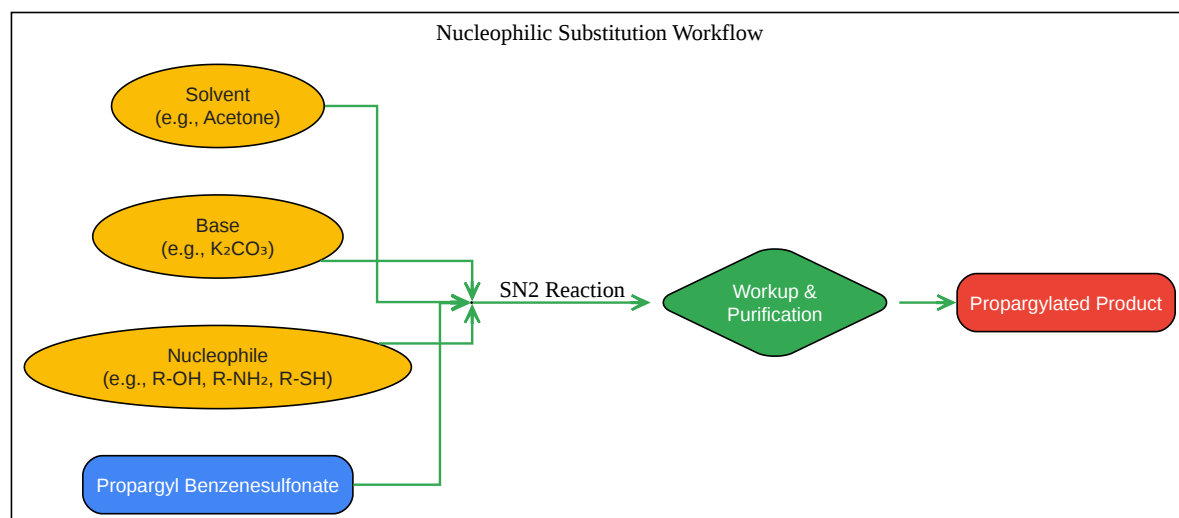 Nucleophilic Substitution Workflow
Solvent
(e.g., Acetone)
Base
(e.g., K₂CO₃)
Nucleophile
(e.g., R-OH, R-NH₂, R-SH)
Propargyl Benzenesulfonate
SN2 Reaction
Workup &
Purification
Propargylated Product